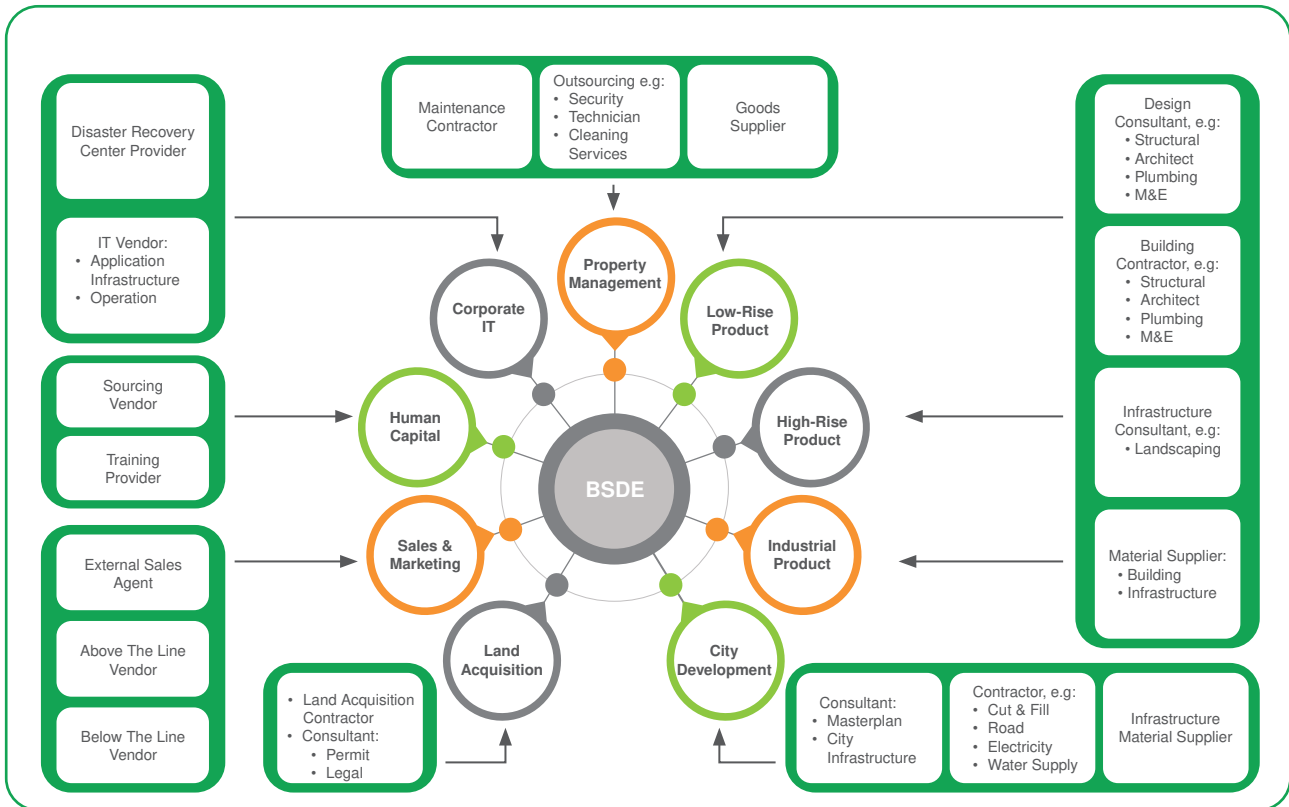 Maintenance
Contractor
Outsourcing e.g:
• Security
• Technician
• Cleaning
Services
Goods
Supplier
Disaster Recovery
Center Provider
IT Vendor:
• Application
Infrastructure
• Operation
Sourcing
Vendor
Training
Provider
External Sales
Agent
Above The Line
Vendor
Below The Line
Vendor
Design
Consultant, e.g:
• Structural
• Architect
• Plumbing
• M&E
Building
Contractor, e.g:
• Structural
• Architect
• Plumbing
• M&E
Infrastructure
Consultant, e.g:
• Landscaping
Material Supplier:
• Building
• Infrastructure
Property
Management
Corporate
IT
Low-Rise
Product
Human
Capital
High-Rise
Product
BSDE
Sales &
Marketing
Industrial
Product
Land
Acquisition
City
Development
• Land Acquisition
Contractor
• Consultant:
• Permit
• Legal
Consultant:
• Masterplan
• City
Infrastructure
Contractor, e.g:
• Cut & Fill
• Road
• Electricity
• Water Supply
Infrastructure
Material Supplier